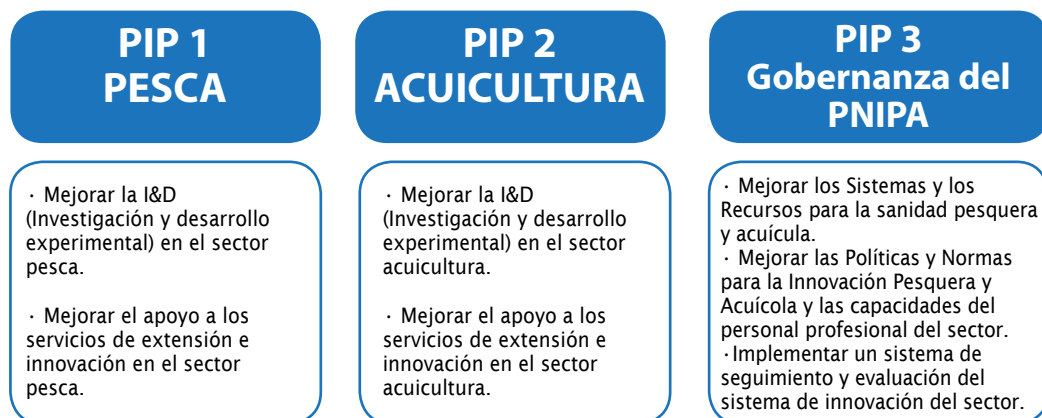 PIP 1
PESCA
· Mejorar la I&D
(Investigación y desarrollo
experimental) en el sector
pesca.
· Mejorar el apoyo a los
servicios de extensión e
innovación en el sector
pesca.
PIP 2
ACUICULTURA
· Mejorar la I&D
(Investigación y desarrollo
experimental) en el sector
acuicultura.
· Mejorar el apoyo a los
servicios de extensión e
innovación en el sector
acuicultura.
PIP 3
Gobernanza del
PNIPA
· Mejorar los Sistemas y los
Recursos para la sanidad pesquera
y acuícula.
· Mejorar las Políticas y Normas
para la Innovación Pesquera y
Acuícola y las capacidades del
personal profesional del sector.
·Implementar un sistema de
seguimiento y evaluación del
sistema de innovación del sector.